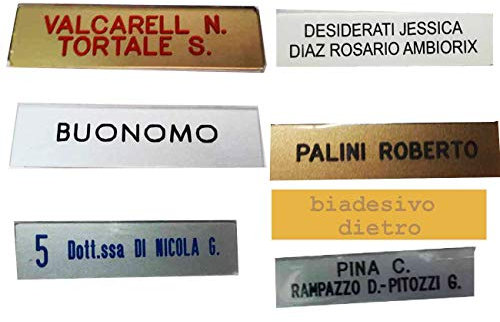 VALCARELL N.
TORTALE S.
DESIDERATI JESSICA
DIAZ ROSARIO AMBIORIX
BUONOMO
PALINI ROBERTO
biadesivo
dietro
5 Dott.ssa DI NICOLA G.
PINA C.
RAMPAZZO D.-PITOZZI G.